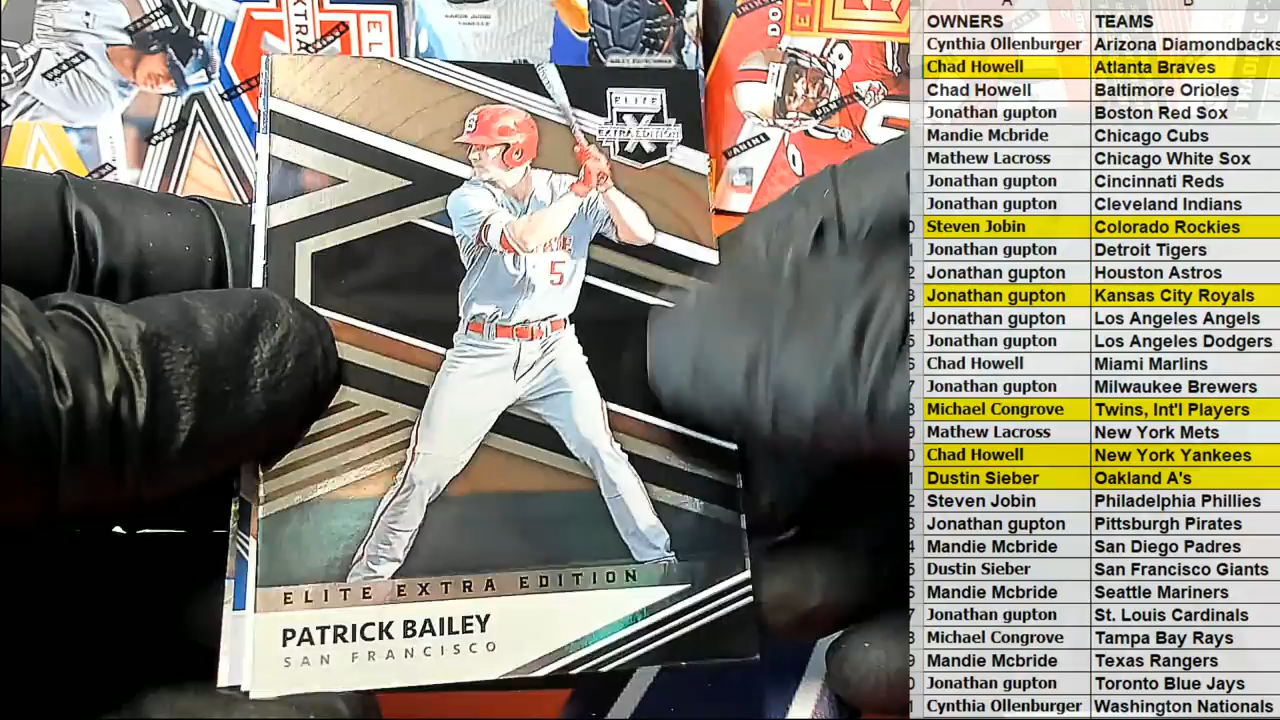 OWNERS TEAMS
Cynthia Ollenburger Arizona Diamondbacks
Chad Howell Atlanta Braves
Chad Howell Baltimore Orioles
Jonathan gupton Boston Red Sox
Mandie Mcbride Chicago Cubs
Mathew Lacross Chicago White Sox
Jonathan gupton Cincinnati Reds
Jonathan gupton Cleveland Indians
Steven Jobin Colorado Rockies
Jonathan gupton Detroit Tigers
Jonathan gupton Houston Astros
Jonathan gupton Kansas City Royals
Jonathan gupton Los Angeles Angels
Jonathan gupton Los Angeles Dodgers
Chad Howell Miami Marlins
Jonathan gupton Milwaukee Brewers
Michael Congrove Twins, Int'l Players
Mathew Lacross New York Mets
Chad Howell New York Yankees
Dustin Sieber Oakland A's
Steven Jobin Philadelphia Phillies
Jonathan gupton Pittsburgh Pirates
Mandie Mcbride San Diego Padres
Dustin Sieber San Francisco Giants
Mandie Mcbride Seattle Mariners
Jonathan gupton St. Louis Cardinals
Michael Congrove Tampa Bay Rays
Mandie Mcbride Texas Rangers
Jonathan gupton Toronto Blue Jays
Cynthia Ollenburger Washington Nationals
ELITE
X
EXTRA EDITION
5
ELITE EXTRA EDITION
PATRICK BAILEY
SAN FRANCISCO
PANINI